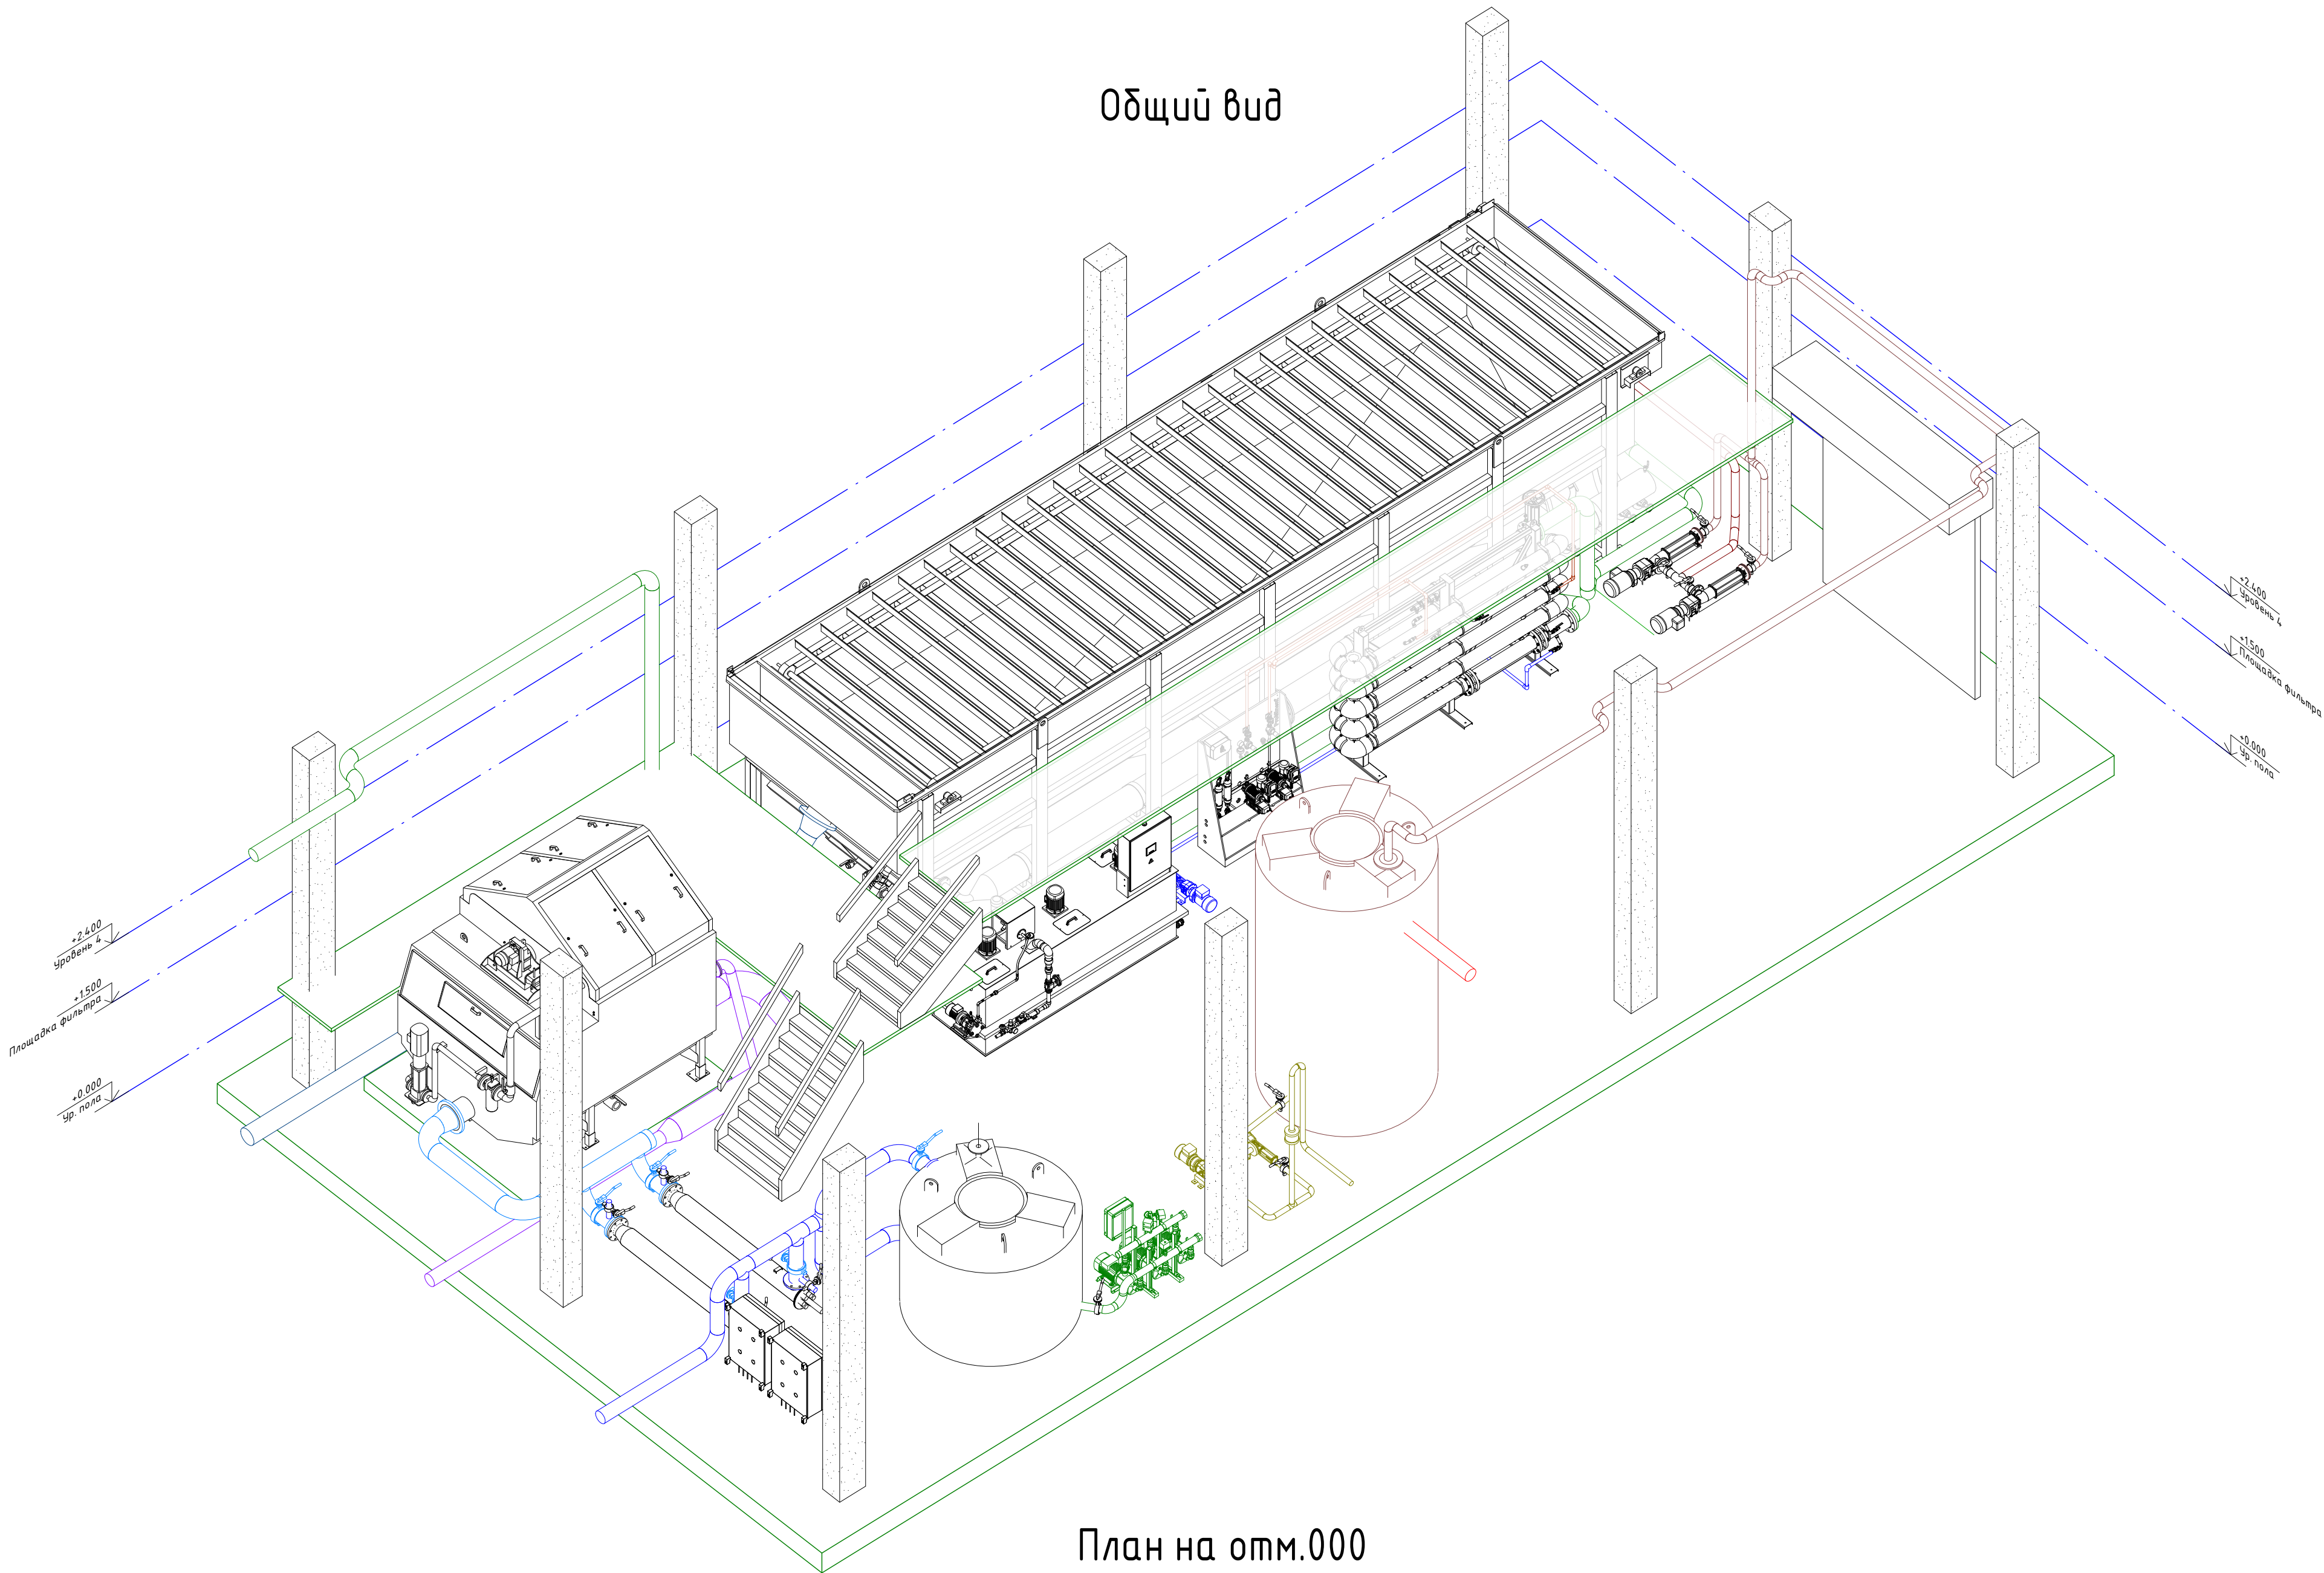 Общий вид
+2.400
Уровень 4
+1.500
Площадка фильтра
+0.000
Ур. пола
+2.400
Уровень 4
+1.500
Площадка фильтра
+0.000
Ур. пола
План на отм.000